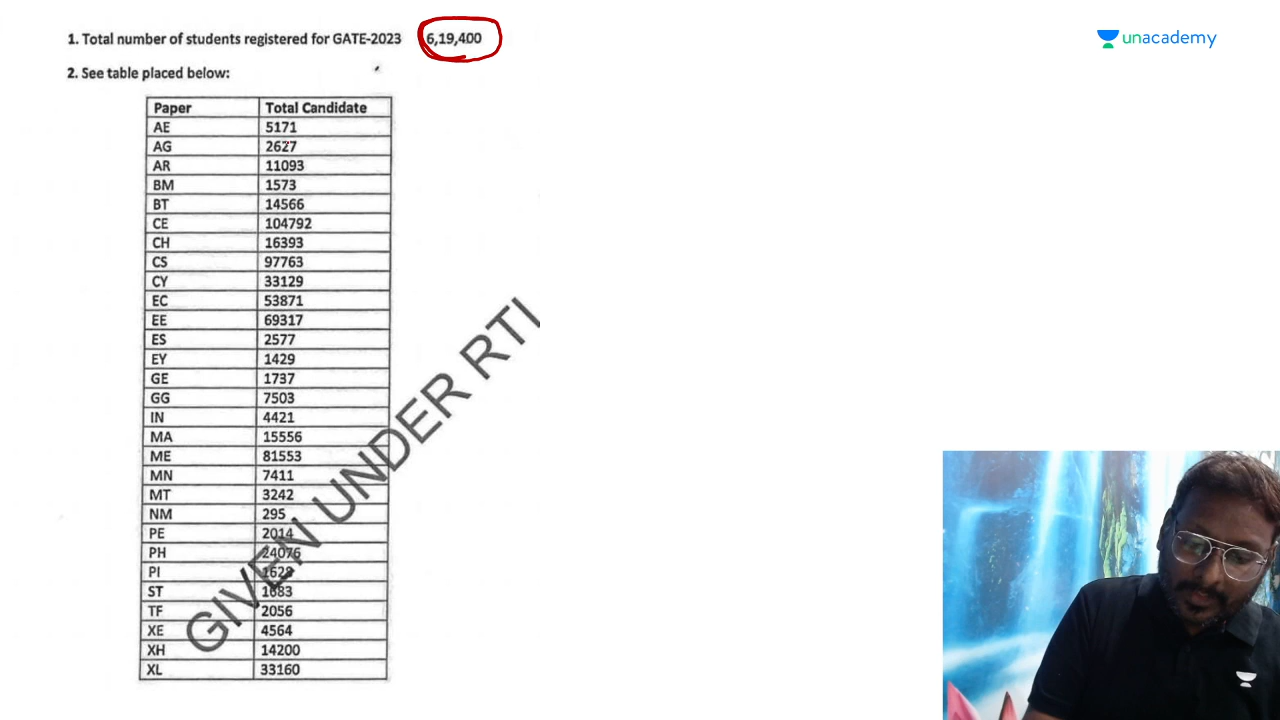 1. Total number of students registered for GATE-2023 6,19,400
unacademy
2. See table placed below:
Paper Total Candidate
AE 5171
AG 2627
AR 11093
BM 1573
BT 14566
CE 104792
CH 16393
CS 97763
CY 33129
EC 53871
EE 69317
ES 2577
EY 1429
GE 1737
GG 7503
IN 4421
MA 15556
ME 81553
MN 7411
MT 3242
NM 295
PE 2014
PH 24076
PI
ST 1683
TF 2056
XE 4564
XH 14200
XL 33160
GIVEN UNDER RTI